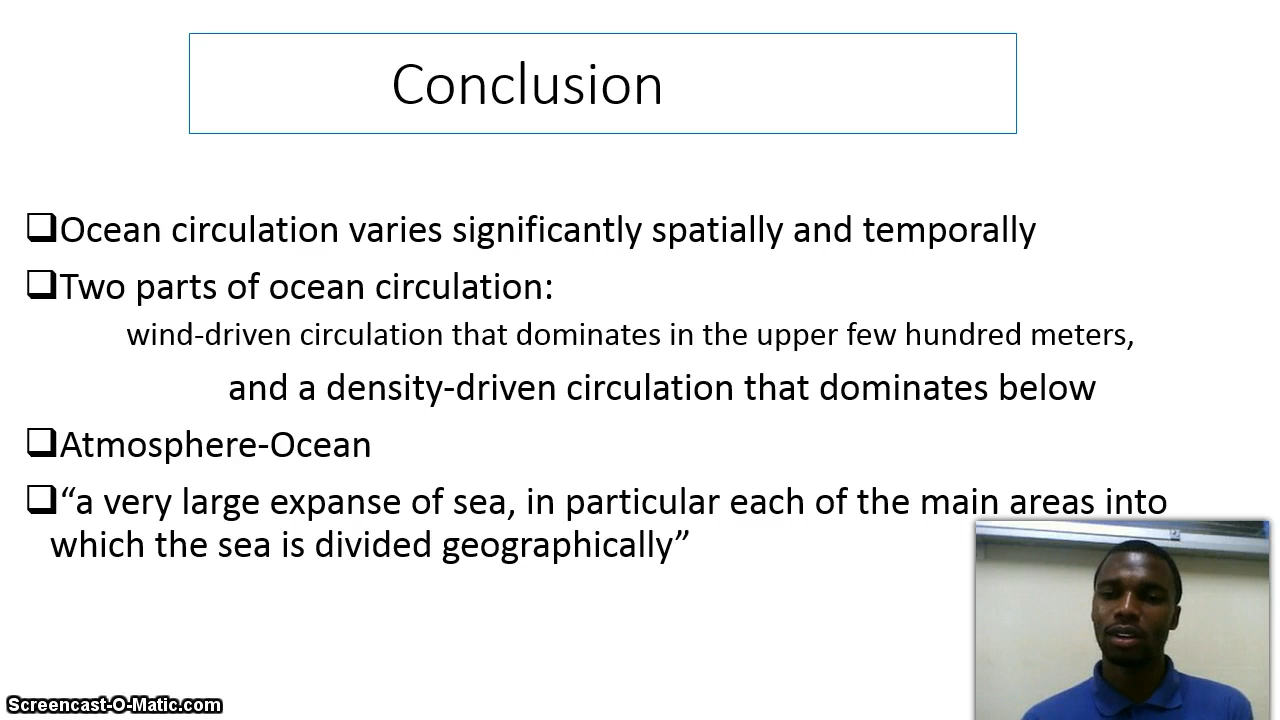 Conclusion
❑Ocean circulation varies significantly spatially and temporally
❑Two parts of ocean circulation:
wind-driven circulation that dominates in the upper few hundred meters,
and a density-driven circulation that dominates below
❑Atmosphere-Ocean
❑“a very large expanse of sea, in particular each of the main areas into
which the sea is divided geographically”
Screencast-O-Matic.com